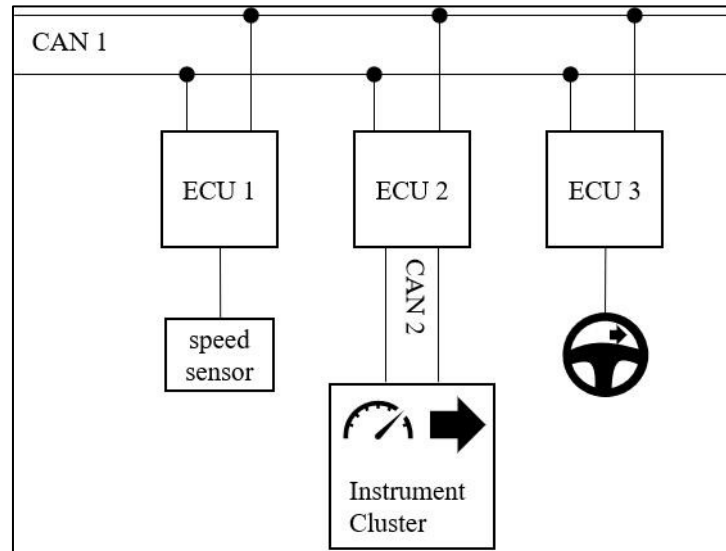 CAN 1
ECU 1
ECU 2
ECU 3
CAN 2
speed
sensor
Instrument
Cluster